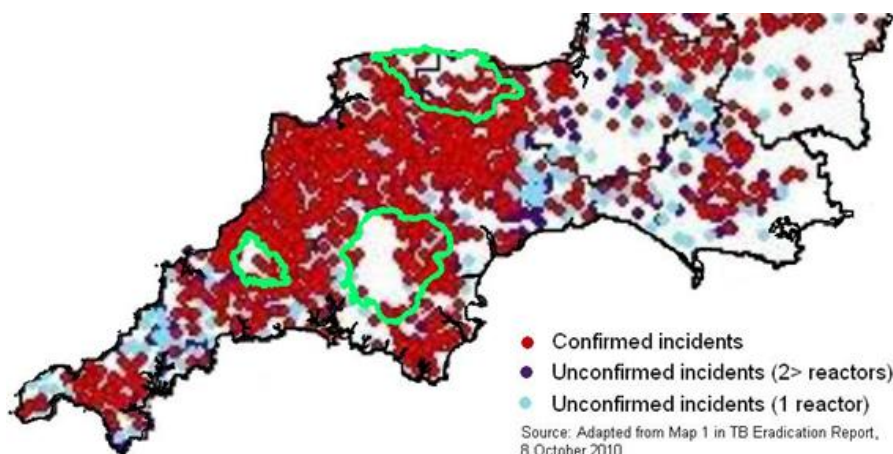 Confirmed incidents
Unconfirmed incidents (2> reactors)
Unconfirmed incidents (1 reactor)
Source: Adapted from Map 1 in TB Eradication Report,
8 October 2010